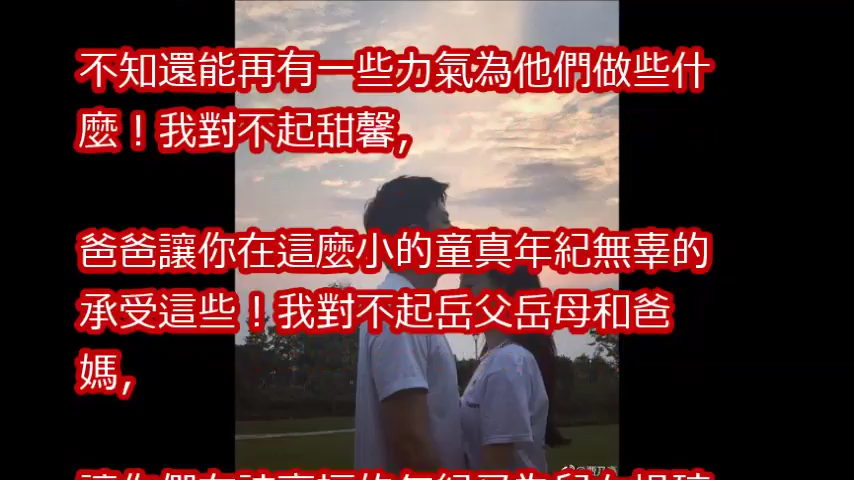 不知還能再有一些力氣為他們做些什
麼！我對不起甜馨，
爸爸讓你在這麼小的童真年紀無辜的
承受這些！我對不起岳父岳母和爸
媽，